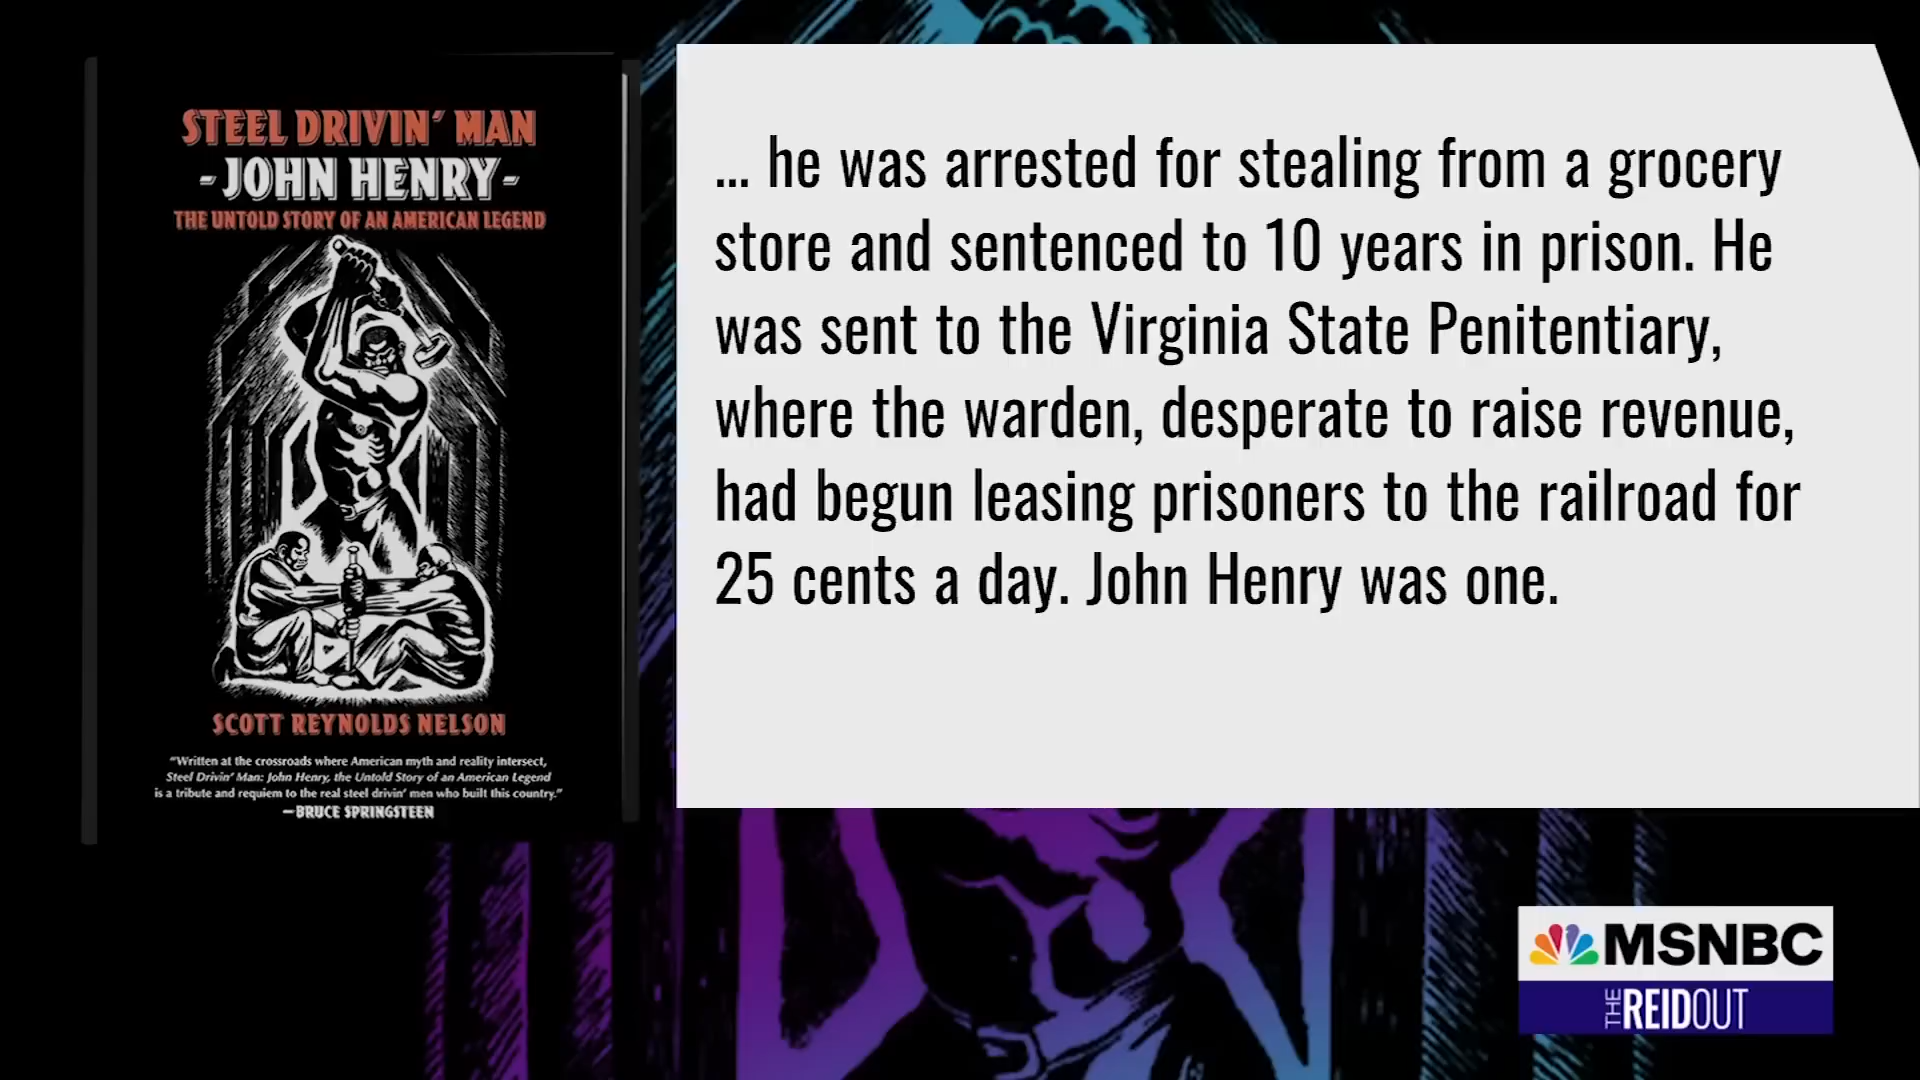 STEEL DRIVIN' MAN
-JOHN HENRY-
THE UNTOLD STORY OF AN AMERICAN LEGEND
SCOTT REYNOLDS NELSON
"Written at the crossroads where American myth and reality intersect,
Steel Drivin' Man: John Henry, the Untold Story of an American Legend
is a tribute and requiem to the real steel drivin' men who built this country."
—BRUCE SPRINGSTEEN
... he was arrested for stealing from a grocery
store and sentenced to 10 years in prison. He
was sent to the Virginia State Penitentiary,
where the warden, desperate to raise revenue,
had begun leasing prisoners to the railroad for
25 cents a day. John Henry was one.
MSNBC
THE REIDOUT